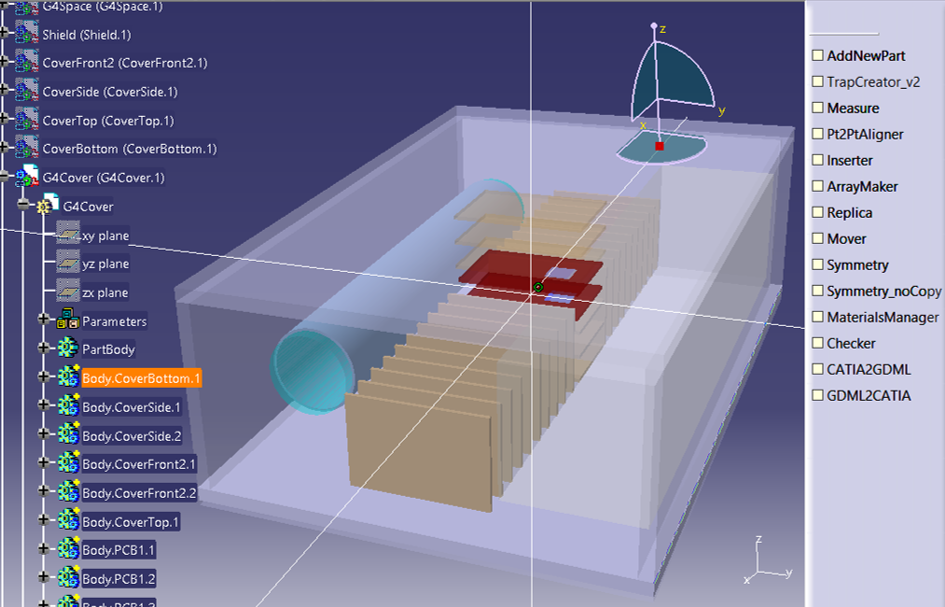 G4Space (G4Space.1)
Shield (Shield.1)
CoverFront2 (CoverFront2.1)
CoverSide (CoverSide.1)
CoverTop (CoverTop.1)
CoverBottom (CoverBottom.1)
G4Cover (G4Cover.1)
G4Cover
xy plane
yz plane
zx plane
Parameters
PartBody
Body.CoverBottom.1
Body.CoverSide.1
Body.CoverSide.2
Body.CoverFront2.1
Body.CoverFront2.2
Body.CoverTop.1
Body.PCB1.1
Body.PCB1.2
Body.PCB1.3
z
y
x
z
x
y
AddNewPart
TrapCreator_v2
Measure
Pt2PtAligner
Inserter
ArrayMaker
Replica
Mover
Symmetry
Symmetry_noCopy
MaterialsManager
Checker
CATIA2GDML
GDML2CATIA